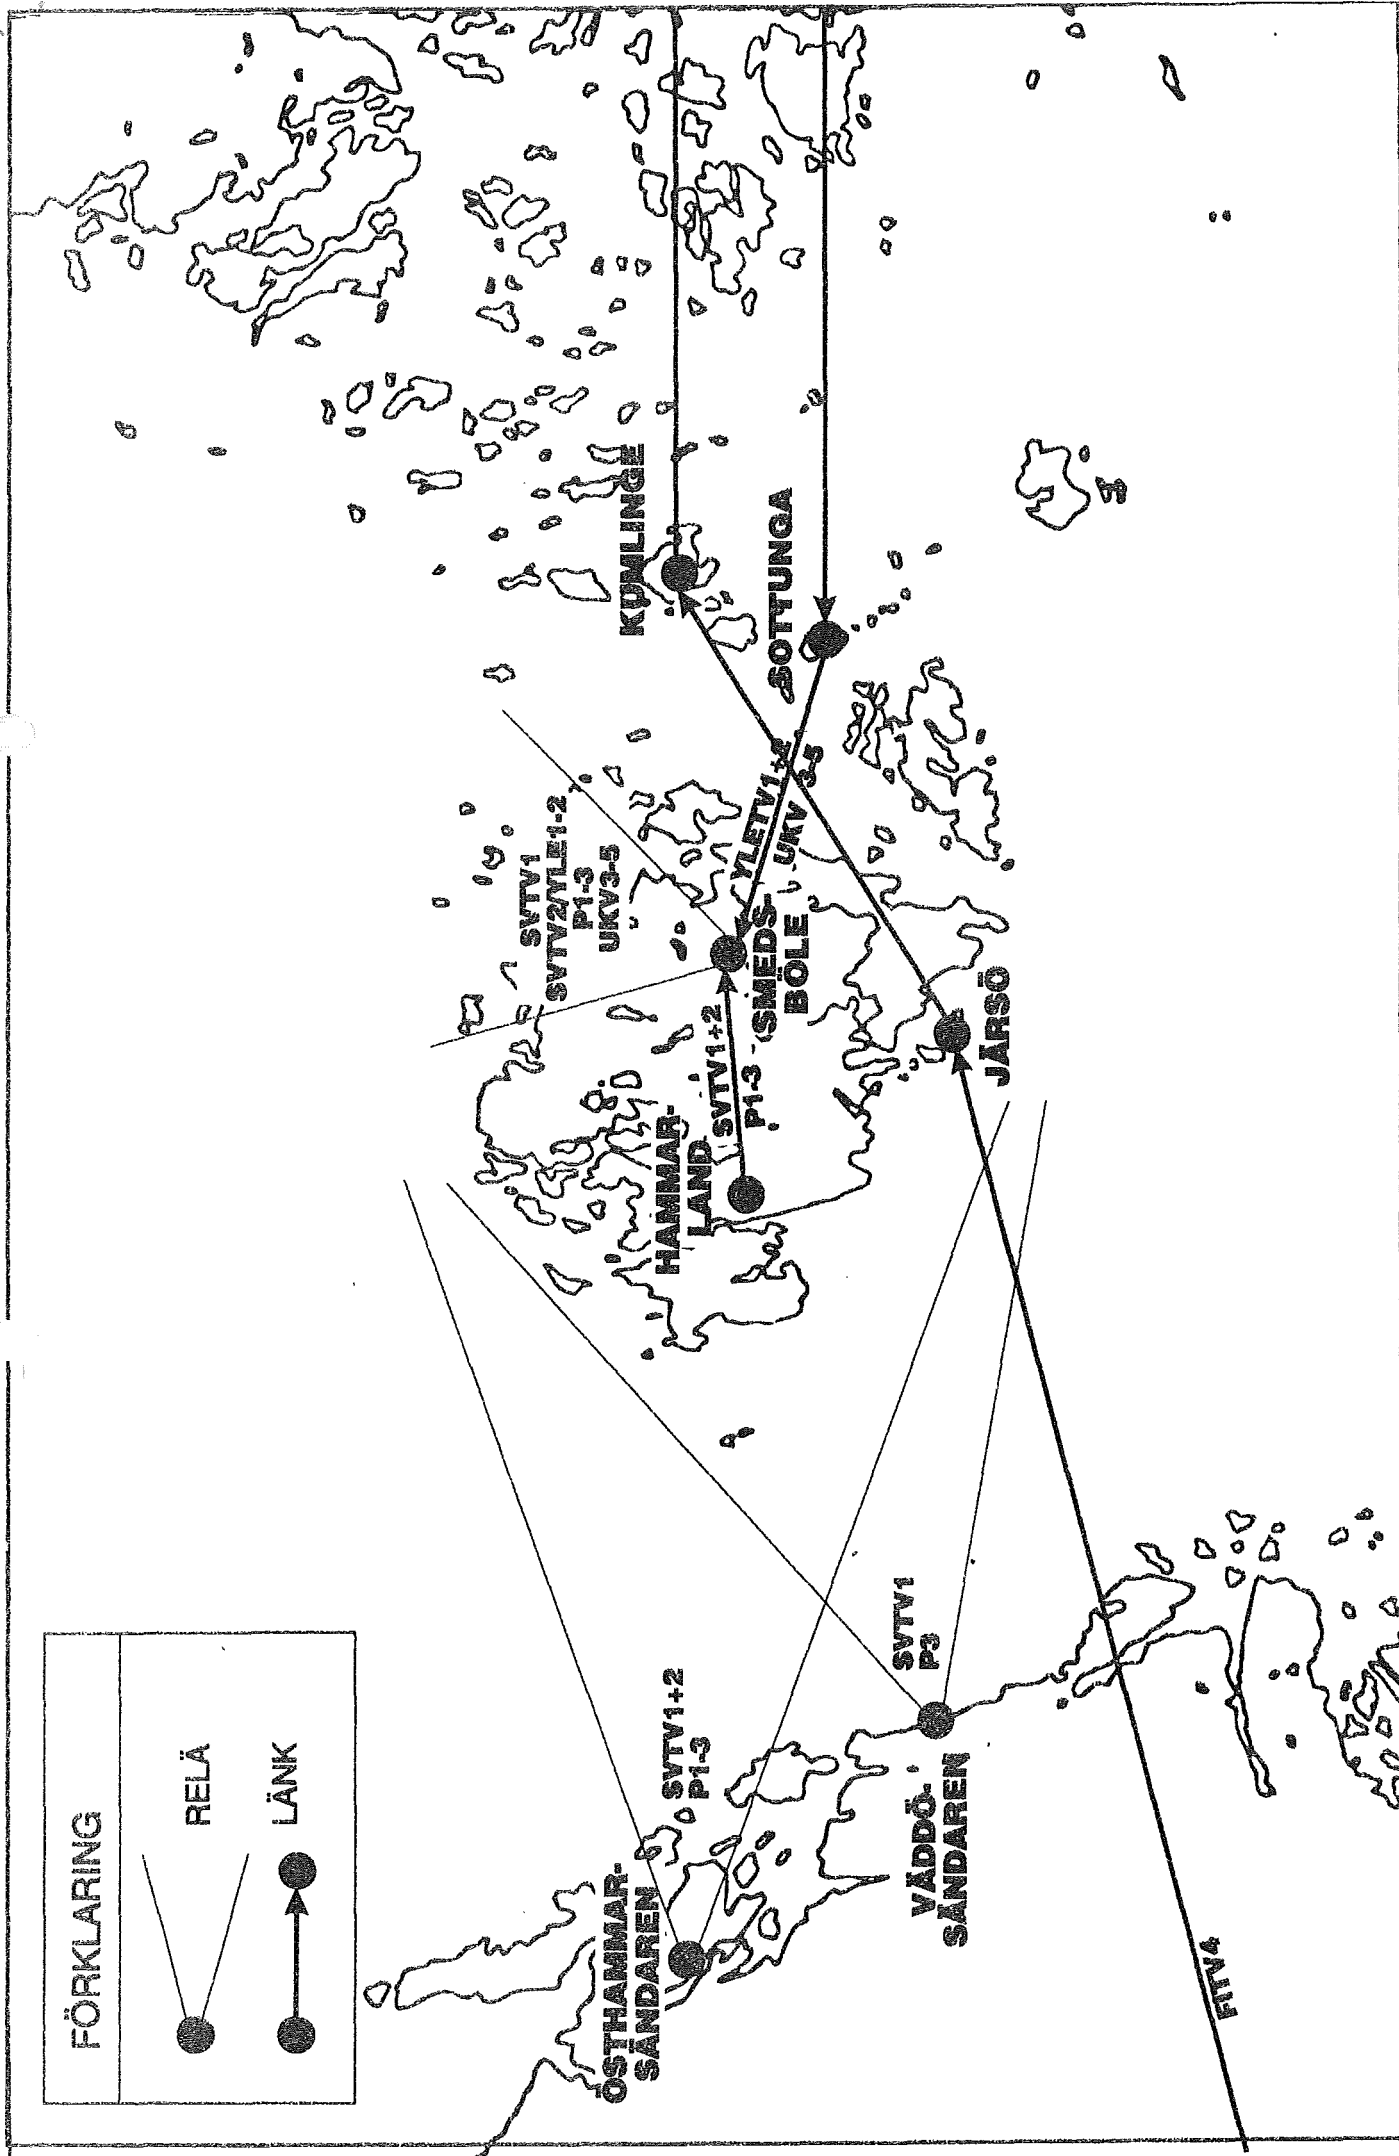 FÖRKLARING
RELÄ
LÄNK
ÖSTHAMMAR-
SÄNDAREN
SVTV1+2
P1-3
VÄDDÖ-
SÄNDAREN
SVTV1
P3
FITV4
HAMMAR-
LAND
SVTV1+2
P1-3
SMEDS-
BÖLE
SVTV1
SVTV2/YLE1-2
P1-3
UKV3-5
YLETV1+2
UKV 3-5
JÄRSÖ
KUMLINGE
SOTTUNGA